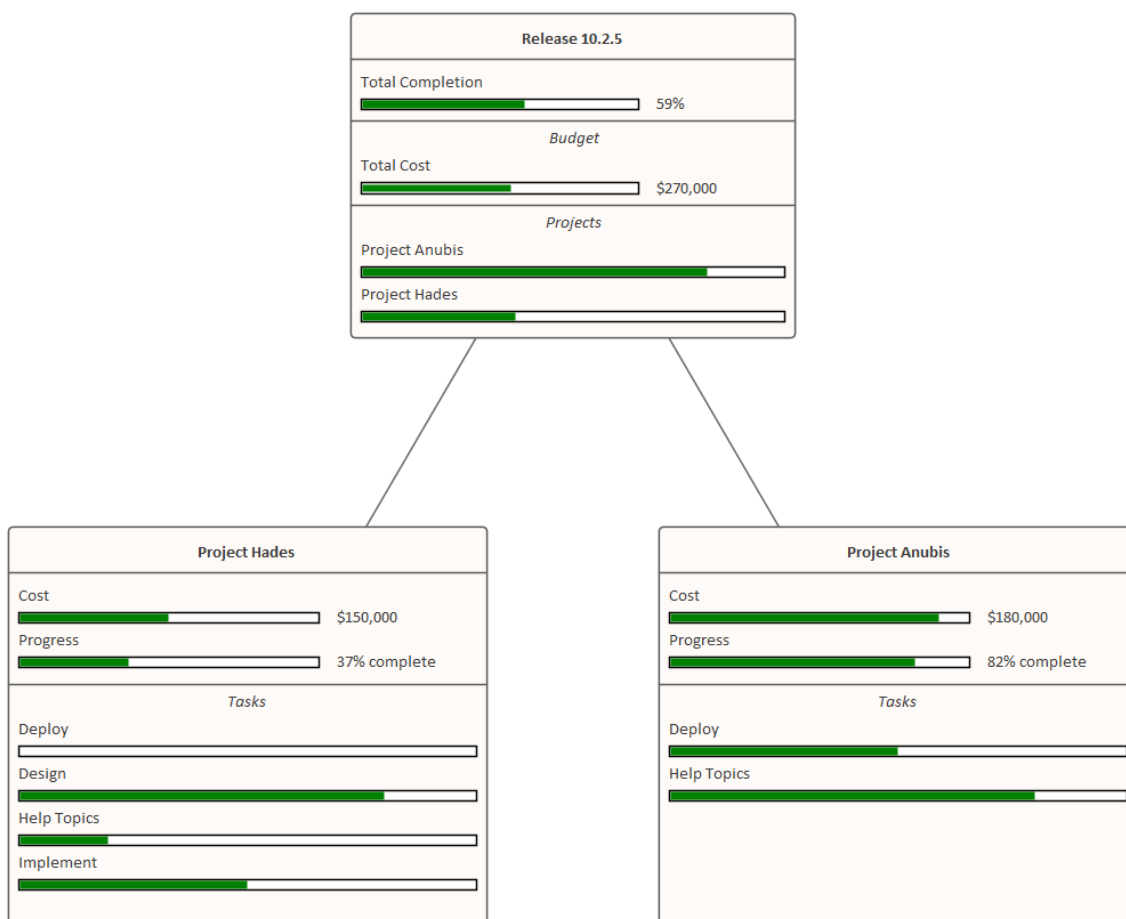 Release 10.2.5
Total Completion
59%
Budget
Total Cost
$270,000
Projects
Project Anubis
Project Hades
Project Hades
Cost
$150,000
Progress
37% complete
Tasks
Deploy
Design
Help Topics
Implement
Project Anubis
Cost
$180,000
Progress
82% complete
Tasks
Deploy
Help Topics